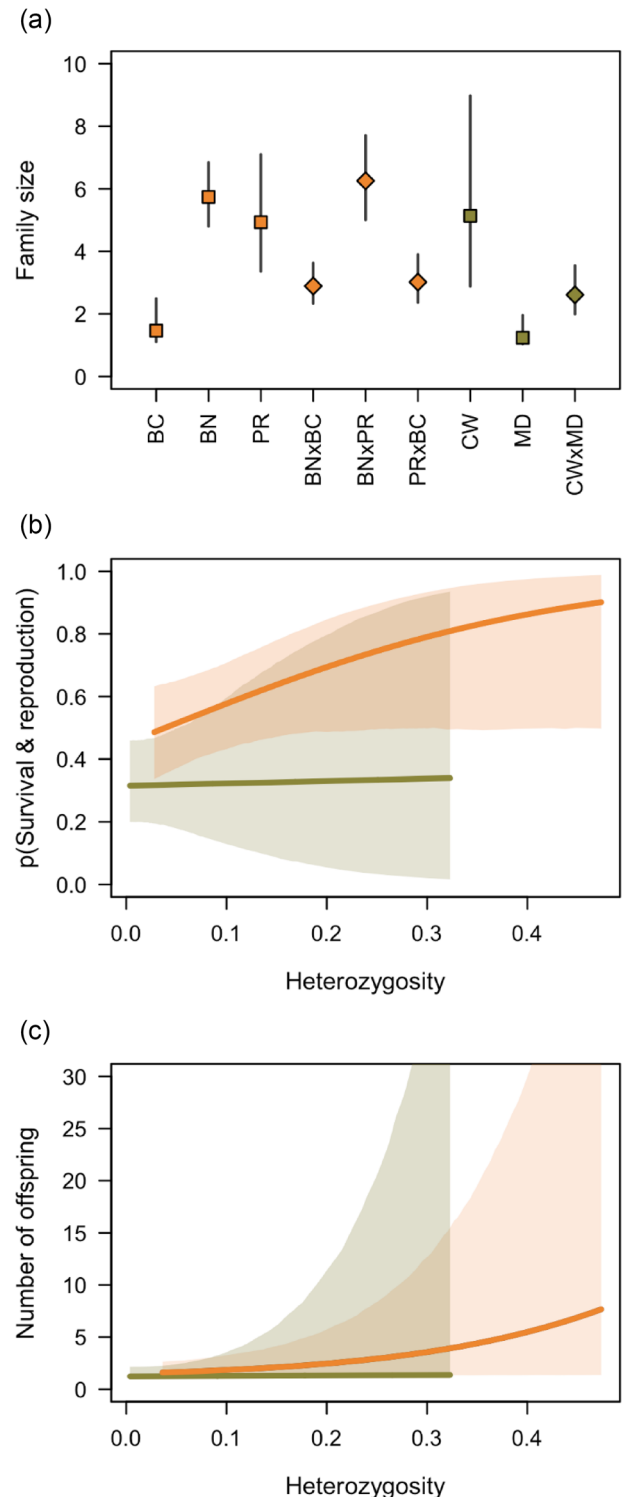 (a)
Family size
10
8
6
4
2
0
BC
BN
PR
BNxBC
BNxPR
PRxBC
CW
MD
CWxMD
(b)
p(Survival & reproduction)
1.0
0.8
0.6
0.4
0.2
0.0
0.0 0.1 0.2 0.3 0.4
Heterozygosity
(c)
Number of offspring
30
25
20
15
10
5
0
0.0 0.1 0.2 0.3 0.4
Heterozygosity